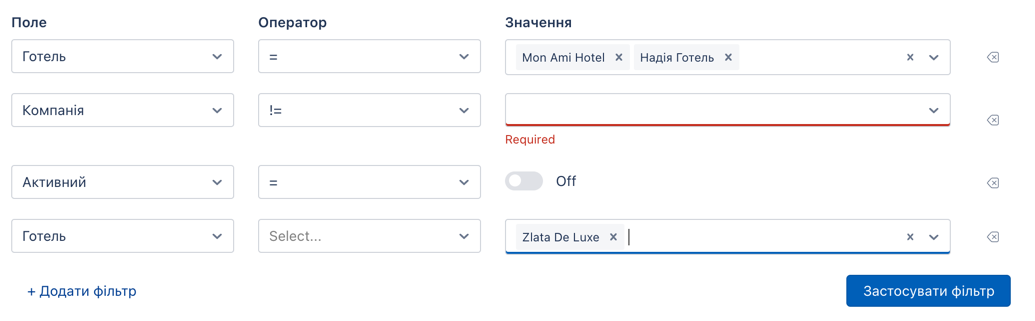 Поле Оператор Значення
Готель = Mon Ami Hotel Надія Готель
Компанія !=
Required
Активний = Off
Готель Select... Zlata De Luxe
+ Додати фільтр Застосувати фільтр